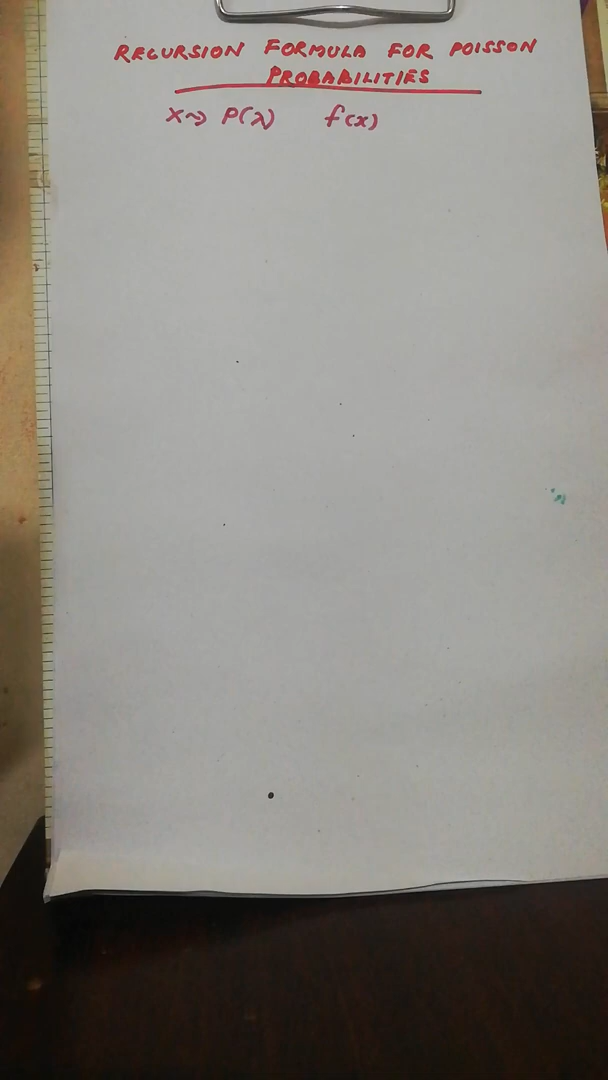 RECURSION FORMULA FOR POISSON
PROBABILITIES
X~> P(λ) f(x)